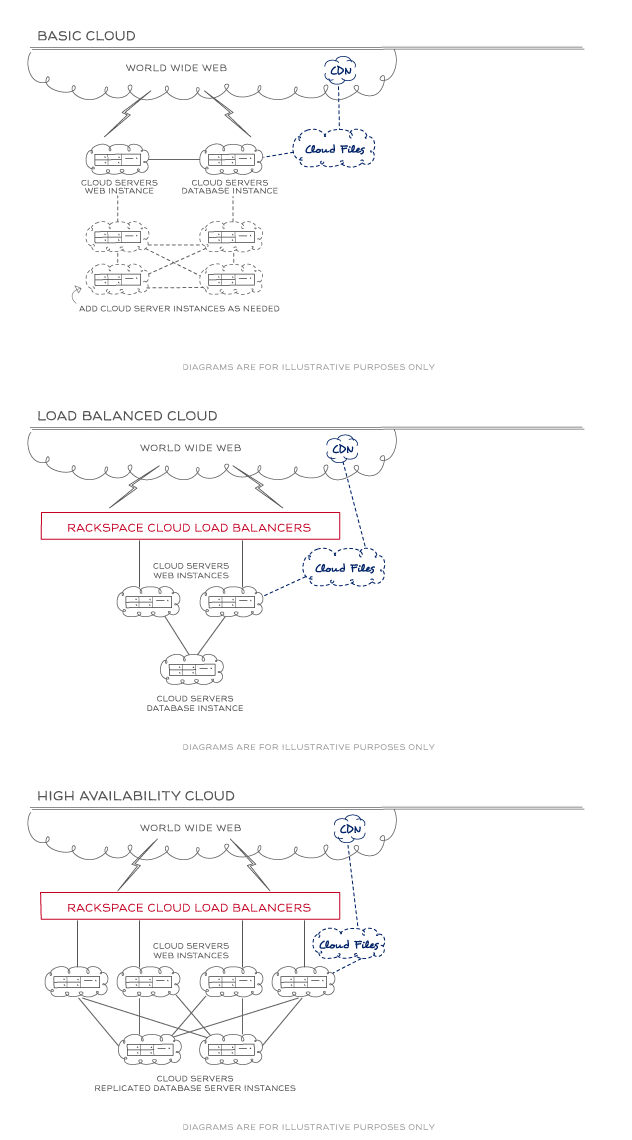 BASIC CLOUD
WORLD WIDE WEB
CDN
Cloud Files
CLOUD SERVERS
WEB INSTANCE
CLOUD SERVERS
DATABASE INSTANCE
ADD CLOUD SERVER INSTANCES AS NEEDED
DIAGRAMS ARE FOR ILLUSTRATIVE PURPOSES ONLY
LOAD BALANCED CLOUD
WORLD WIDE WEB
CDN
RACKSPACE CLOUD LOAD BALANCERS
CLOUD SERVERS
WEB INSTANCES
Cloud Files
CLOUD SERVERS
DATABASE INSTANCE
DIAGRAMS ARE FOR ILLUSTRATIVE PURPOSES ONLY
HIGH AVAILABILITY CLOUD
WORLD WIDE WEB
CDN
RACKSPACE CLOUD LOAD BALANCERS
CLOUD SERVERS
WEB INSTANCES
Cloud Files
CLOUD SERVERS
REPLICATED DATABASE SERVER INSTANCES
DIAGRAMS ARE FOR ILLUSTRATIVE PURPOSES ONLY